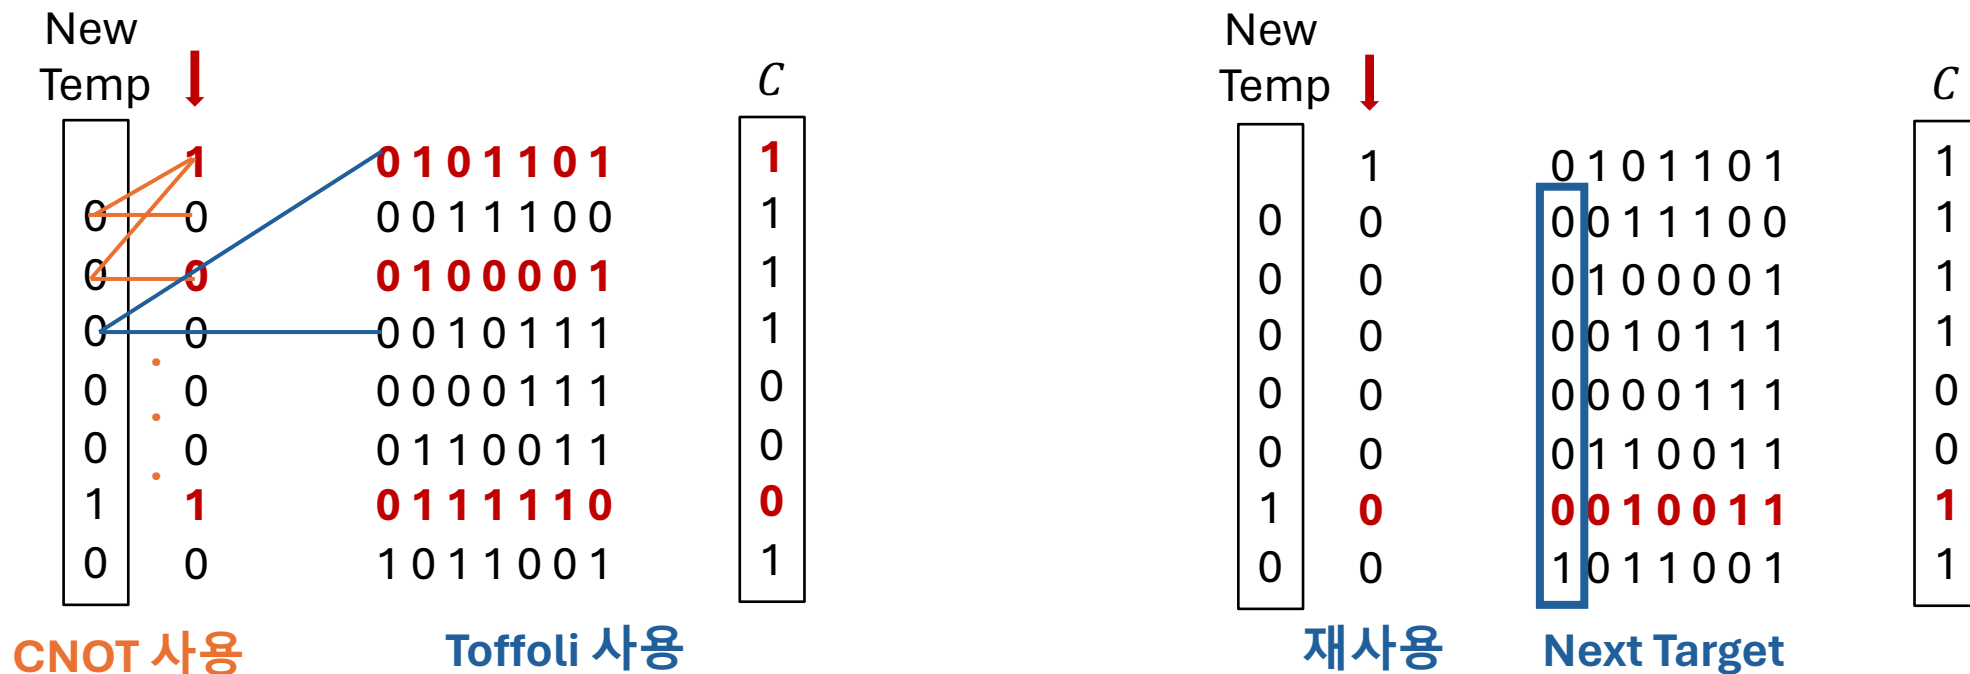 New
Temp
C
1 0 1 0 1 1 0 1 1
0 0 0 0 1 1 1 0 0 1
0 0 0 1 0 0 0 0 1 1
0 0 0 0 1 0 1 1 1 1
0 0 0 0 0 0 1 1 1 0
0 0 0 1 1 0 0 1 1 0
1 1 0 1 1 1 1 1 0 0
0 0 1 0 1 1 0 0 1 1
CNOT 사용
Toffoli 사용
New
Temp
C
1 0 1 0 1 1 0 1 1
0 0 0 0 1 1 1 0 0 1
0 0 0 1 0 0 0 0 1 1
0 0 0 0 1 0 1 1 1 1
0 0 0 0 0 0 1 1 1 0
0 0 0 1 1 0 0 1 1 0
1 0 0 0 1 0 0 1 1 1
0 0 1 0 1 1 0 0 1 1
재사용
Next Target